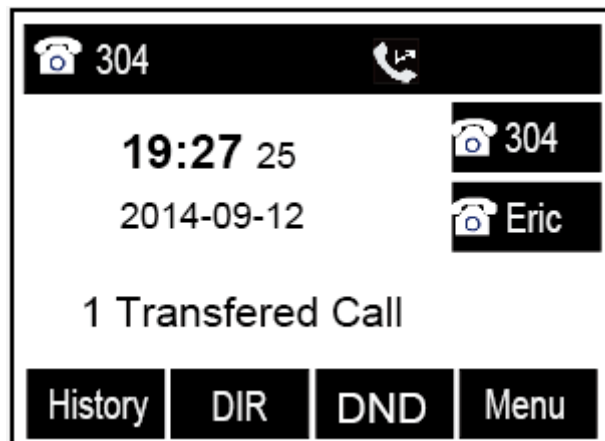 304
19:27 25
304
2014-09-12
Eric
1 Transfered Call
History DIR DND Menu